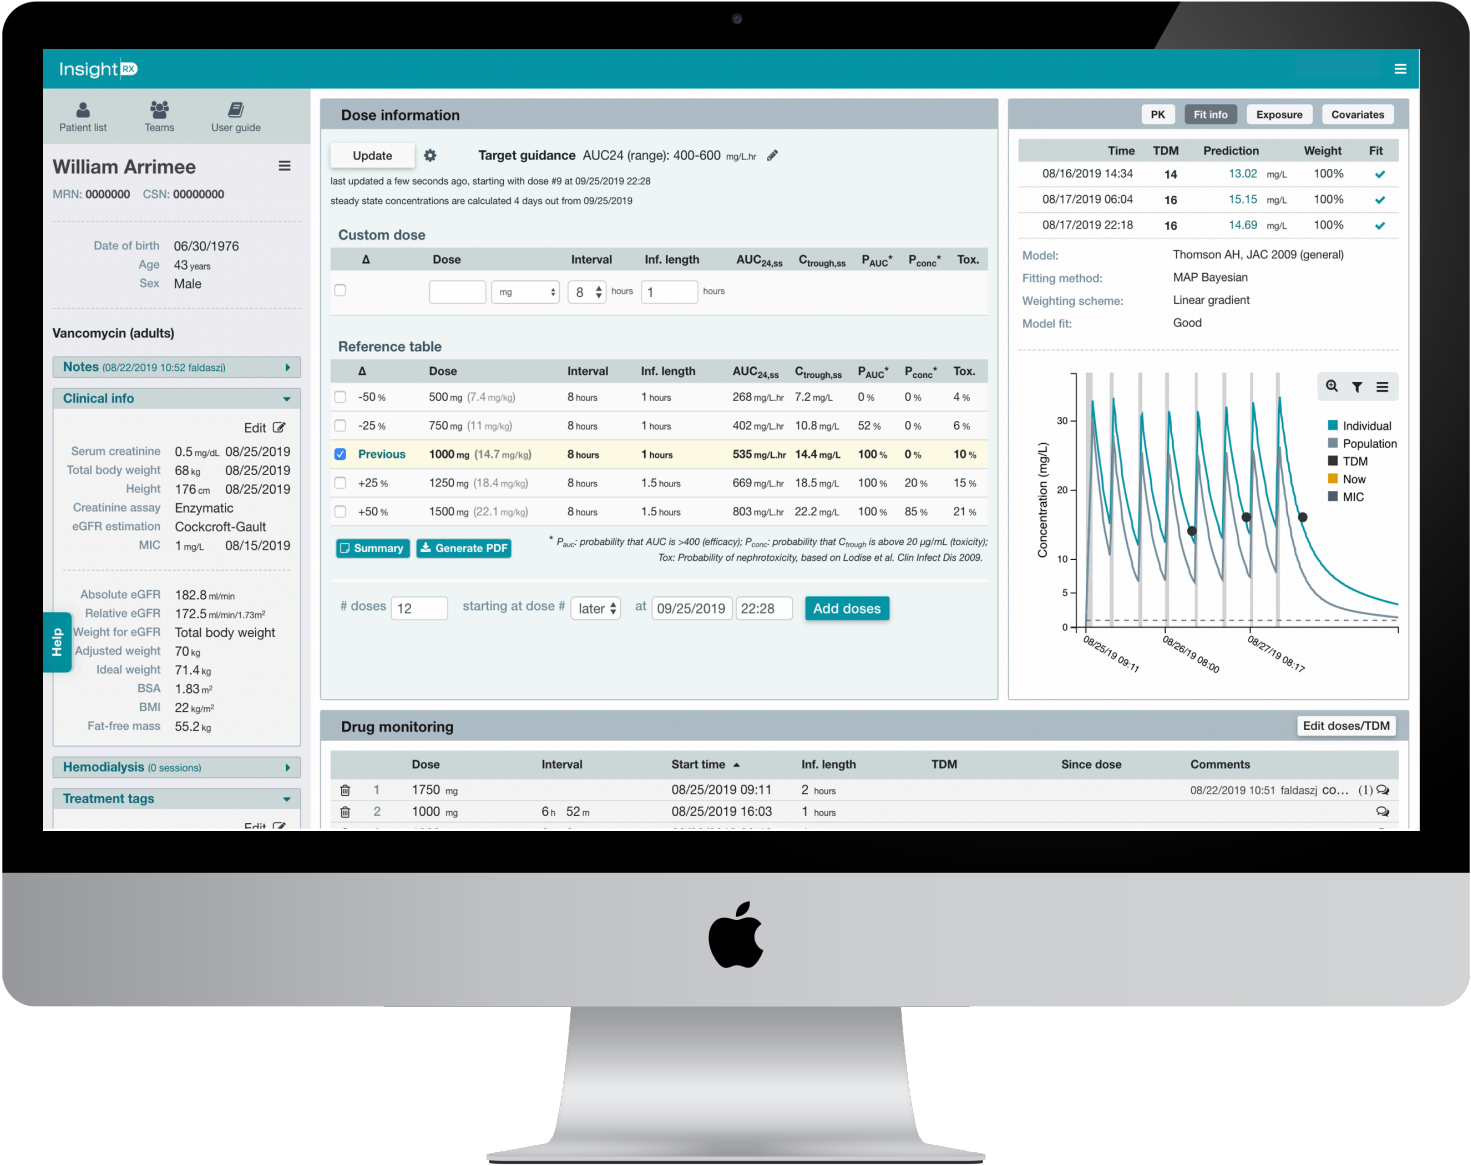 InsightRX
Patient list Teams User guide
William Arrimee
MRN: 0000000 CSN: 00000000
Date of birth 06/30/1976
Age 43 years
Sex Male
Vancomycin (adults)
Notes (08/22/2019 10:52 faldaszj)
Clinical info
Edit
Serum creatinine 0.5 mg/dL 08/25/2019
Total body weight 68 kg 08/25/2019
Height 176 cm 08/25/2019
Creatinine assay Enzymatic
eGFR estimation Cockcroft-Gault
MIC 1 mg/L 08/15/2019
Absolute eGFR 182.8 ml/min
Relative eGFR 172.5 ml/min/1.73m²
Weight for eGFR Total body weight
Adjusted weight 70 kg
Ideal weight 71.4 kg
BSA 1.83 m²
BMI 22 kg/m²
Fat-free mass 55.2 kg
Help
Hemodialysis (0 sessions)
Treatment tags
Edit
Dose information
Update Target guidance AUC24 (range): 400-600 mg/L.hr
last updated a few seconds ago, starting with dose #9 at 09/25/2019 22:28
steady state concentrations are calculated 4 days out from 09/25/2019
Custom dose
Δ Dose Interval Inf. length AUC24,ss Ctrough,ss PAUC* Pconc* Tox.
mg 8 hours 1 hours
Reference table
Δ Dose Interval Inf. length AUC24,ss Ctrough,ss PAUC* Pconc* Tox.
-50 % 500 mg (7.4 mg/kg) 8 hours 1 hours 268 mg/L.hr 7.2 mg/L 0 % 0 % 4 %
-25 % 750 mg (11 mg/kg) 8 hours 1 hours 402 mg/L.hr 10.8 mg/L 52 % 0 % 6 %
Previous 1000 mg (14.7 mg/kg) 8 hours 1 hours 535 mg/L.hr 14.4 mg/L 100 % 0 % 10 %
+25 % 1250 mg (18.4 mg/kg) 8 hours 1.5 hours 669 mg/L.hr 18.5 mg/L 100 % 20 % 15 %
+50 % 1500 mg (22.1 mg/kg) 8 hours 1.5 hours 803 mg/L.hr 22.2 mg/L 100 % 85 % 21 %
Summary Generate PDF
* Pauc: probability that AUC is >400 (efficacy); Pconc: probability that Ctrough is above 20 µg/mL (toxicity);
Tox: Probability of nephrotoxicity, based on Lodise et al. Clin Infect Dis 2009.
# doses 12 starting at dose # later at 09/25/2019 22:28 Add doses
PK Fit info Exposure Covariates
Time TDM Prediction Weight Fit
08/16/2019 14:34 14 13.02 mg/L 100%
08/17/2019 06:04 16 15.15 mg/L 100%
08/17/2019 22:18 16 14.69 mg/L 100%
Model: Thomson AH, JAC 2009 (general)
Fitting method: MAP Bayesian
Weighting scheme: Linear gradient
Model fit: Good
Concentration (mg/L)
30
20
10
5
0
Individual
Population
TDM
Now
MIC
08/25/19 09:11 08/26/19 08:00 08/27/19 08:17
Drug monitoring Edit doses/TDM
Dose Interval Start time Inf. length TDM Since dose Comments
1 1750 mg 08/25/2019 09:11 2 hours 08/22/2019 10:51 faldaszj co... (1)
2 1000 mg 6 h 52 m 08/25/2019 16:03 1 hours